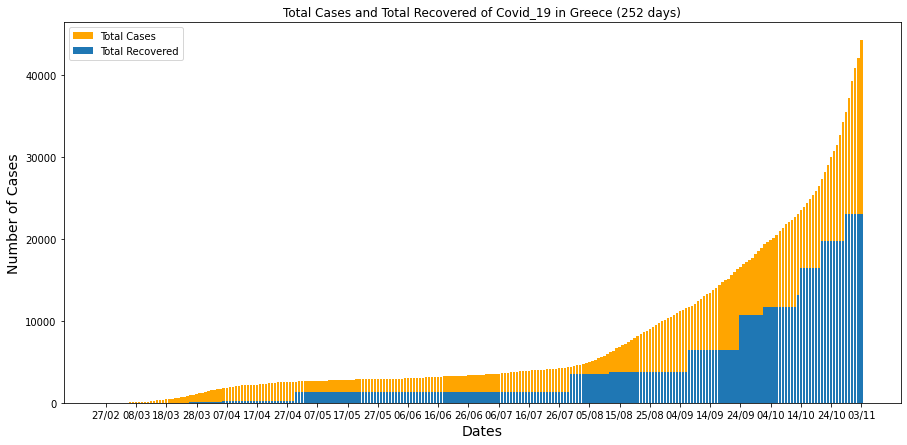 Total Cases and Total Recovered of Covid_19 in Greece (252 days)
Total Cases
Total Recovered
40000
30000
20000
10000
0
Number of Cases
27/02 08/03 18/03 28/03 07/04 17/04 27/04 07/05 17/05 27/05 06/06 16/06 26/06 06/07 16/07 26/07 05/08 15/08 25/08 04/09 14/09 24/09 04/10 14/10 24/10 03/11
Dates